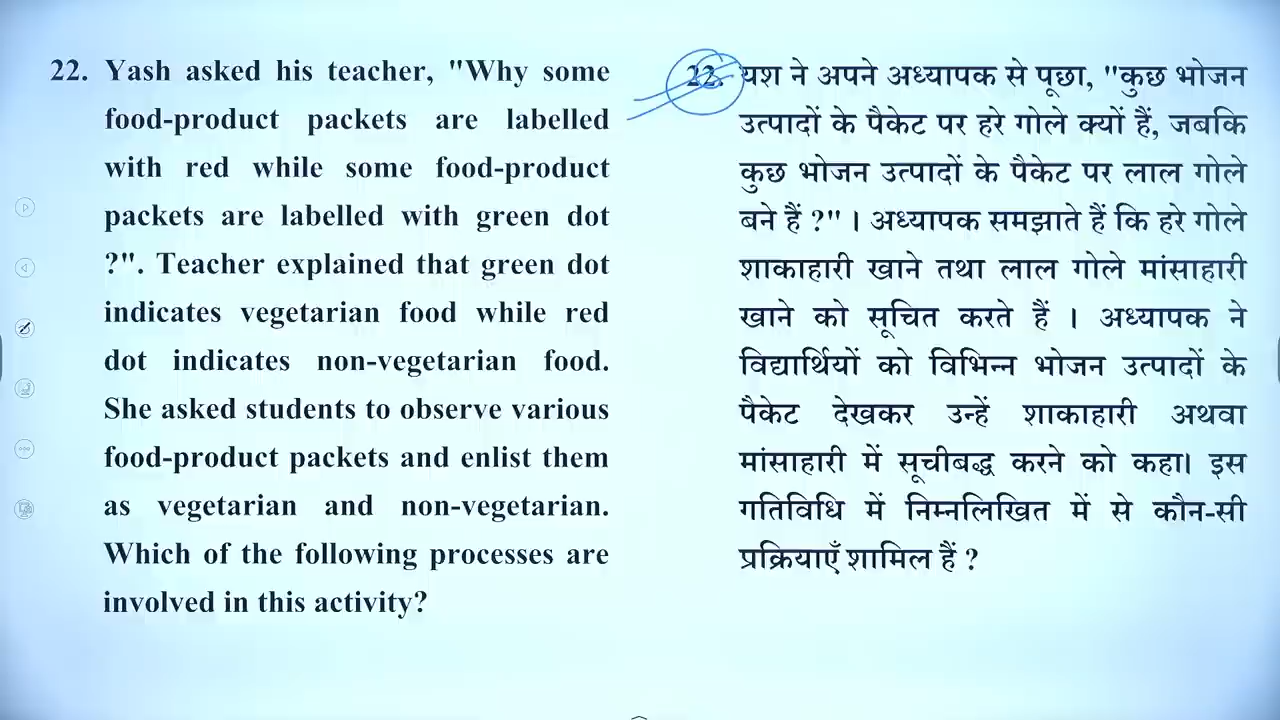 22. Yash asked his teacher, "Why some
food-product packets are labelled
with red while some food-product
packets are labelled with green dot
?". Teacher explained that green dot
indicates vegetarian food while red
dot indicates non-vegetarian food.
She asked students to observe various
food-product packets and enlist them
as vegetarian and non-vegetarian.
Which of the following processes are
involved in this activity?
22. यश ने अपने अध्यापक से पूछा, "कुछ भोजन
उत्पादों के पैकेट पर हरे गोले क्यों हैं, जबकि
कुछ भोजन उत्पादों के पैकेट पर लाल गोले
बने हैं ?" । अध्यापक समझाते हैं कि हरे गोले
शाकाहारी खाने तथा लाल गोले मांसाहारी
खाने को सूचित करते हैं । अध्यापक ने
विद्यार्थियों को विभिन्न भोजन उत्पादों के
पैकेट देखकर उन्हें शाकाहारी अथवा
मांसाहारी में सूचीबद्ध करने को कहा। इस
गतिविधि में निम्नलिखित में से कौन-सी
प्रक्रियाएँ शामिल हैं ?